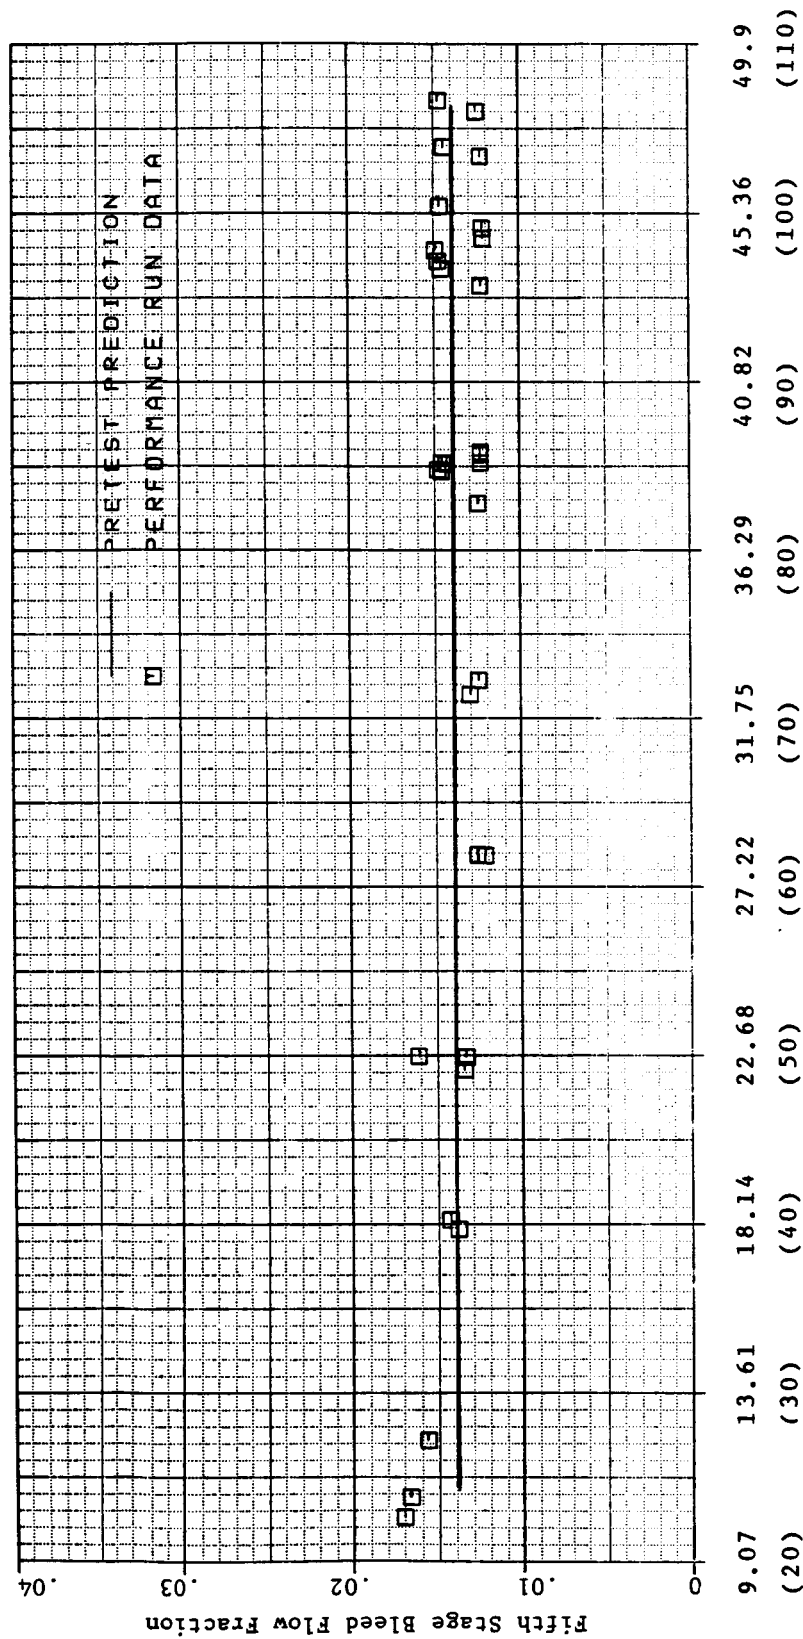 PRETEST PREDICTION
PERFORMANCE RUN DATA
Fifth Stage Bleed Flow Fraction
.04
.03
.02
.01
0
9.07 13.61 18.14 22.68 27.22 31.75 36.29 40.82 45.36 49.9
(20) (30) (40) (50) (60) (70) (80) (90) (100) (110)